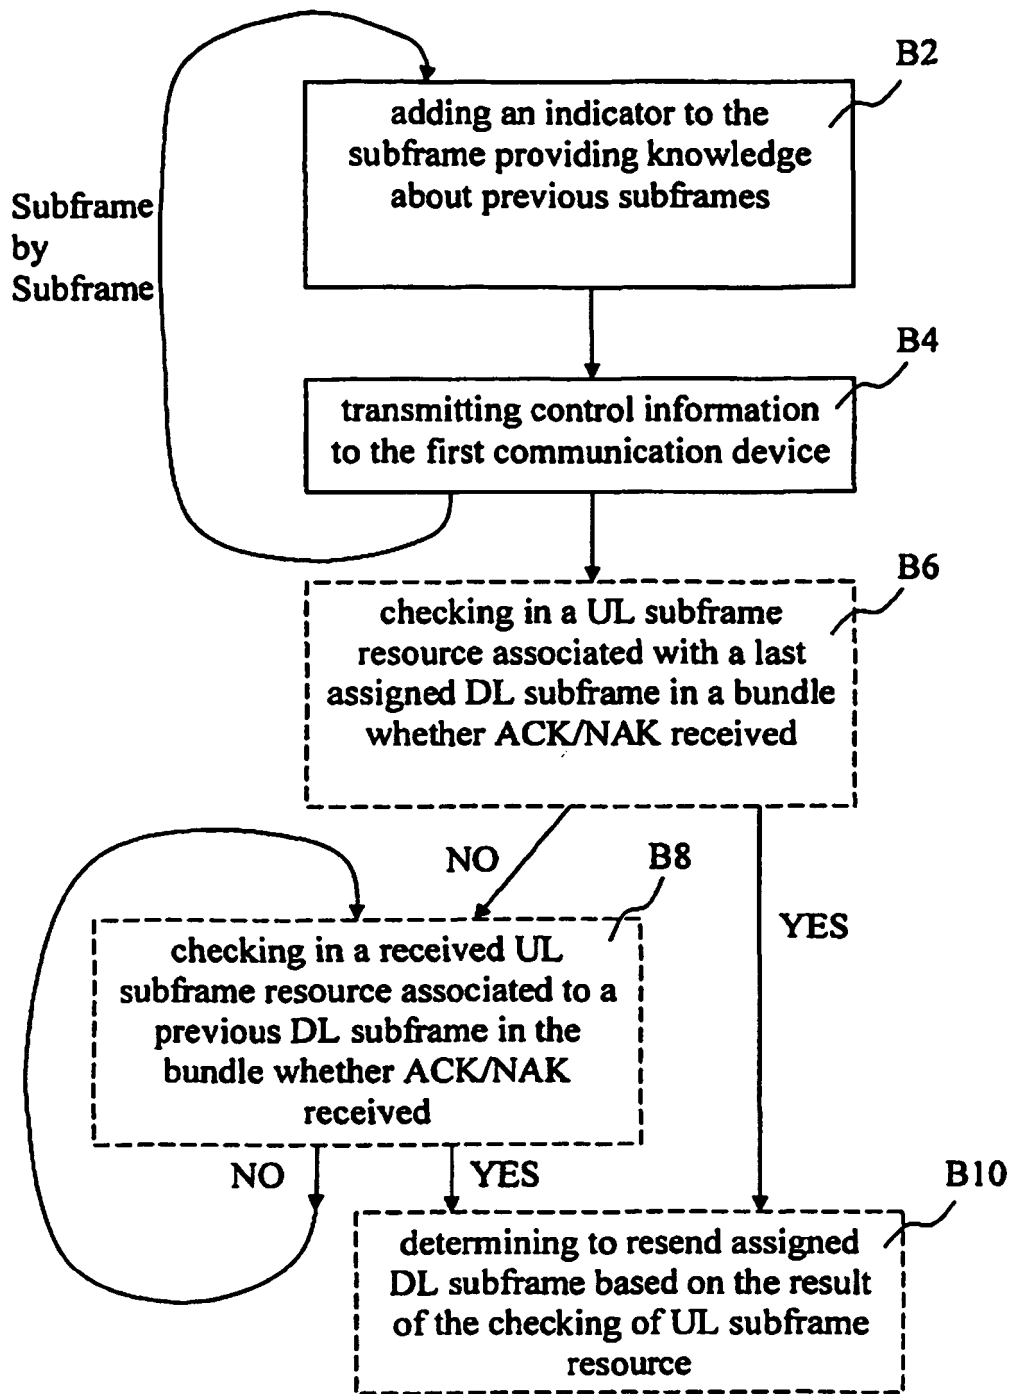 B2
adding an indicator to the
subframe providing knowledge
about previous subframes
Subframe
by
Subframe
B4
transmitting control information
to the first communication device
B6
checking in a UL subframe
resource associated with a last
assigned DL subframe in a bundle
whether ACK/NAK received
NO
B8
YES
checking in a received UL
subframe resource associated to a
previous DL subframe in the
bundle whether ACK/NAK
received
NO
YES
B10
determining to resend assigned
DL subframe based on the result
of the checking of UL subframe
resource